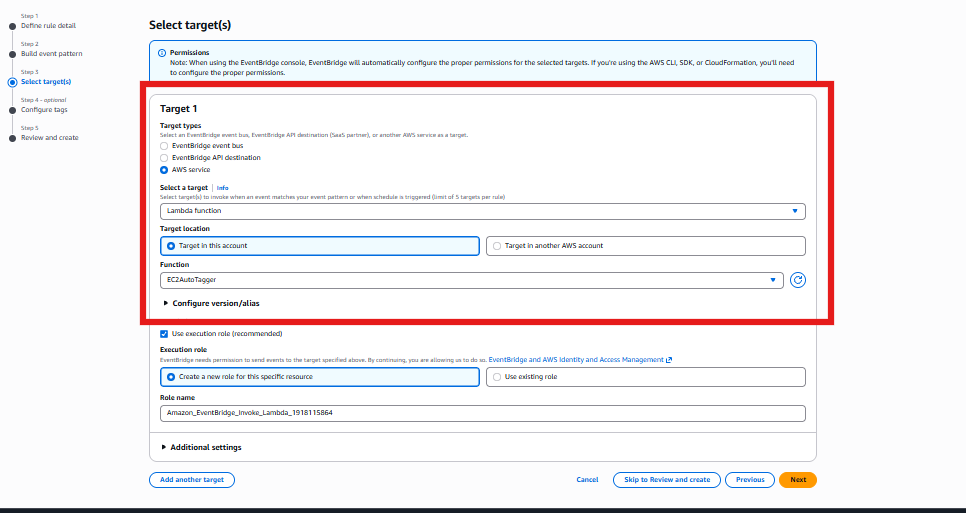 Step 1
Define rule detail
Step 2
Build event pattern
Step 3
Select target(s)
Step 4 - optional
Configure tags
Step 5
Review and create
Select target(s)
Permissions
Note: When using the EventBridge console, EventBridge will automatically configure the proper permissions for the selected targets. If you're using the AWS CLI, SDK, or CloudFormation, you'll need
to configure the proper permissions.
Target 1
Target types
Select an EventBridge event bus, EventBridge API destination (SaaS partner), or another AWS service as a target.
EventBridge event bus
EventBridge API destination
AWS service
Select a target | Info
Select target(s) to invoke when an event matches your event pattern or when schedule is triggered (limit of 5 targets per rule)
Lambda function
Target location
Target in this account
Target in another AWS account
Function
EC2AutoTagger
Configure version/alias
Use execution role (recommended)
Execution role
EventBridge needs permission to send events to the target specified above. By continuing, you are allowing us to do so. EventBridge and AWS Identity and Access Management
Create a new role for this specific resource
Use existing role
Role name
Amazon_EventBridge_Invoke_Lambda_1918115864
Additional settings
Add another target
Cancel
Skip to Review and create
Previous
Next